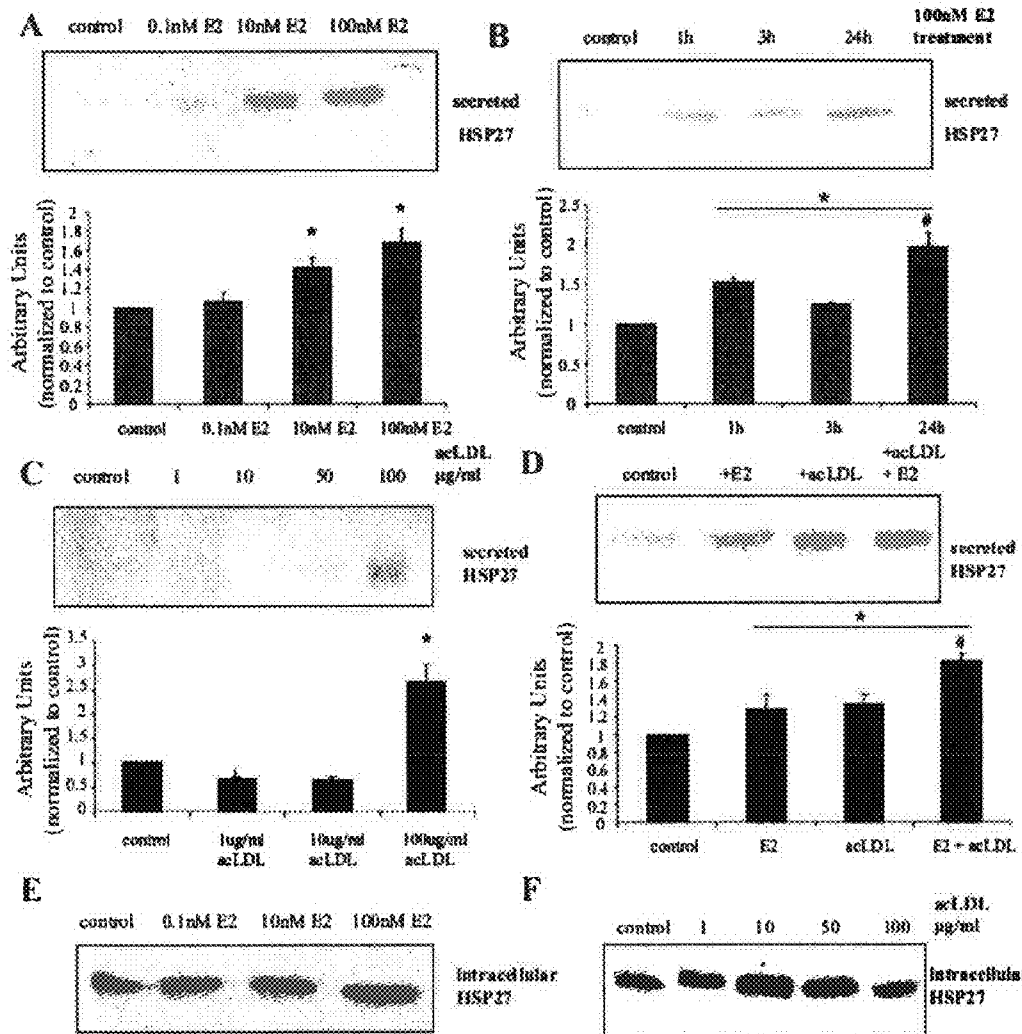 A
control 0.1nM E2 10nM E2 100nM E2
secreted
HSP27
Arbitrary Units
(normalized to control)
2
1.8
1.6
1.4
1.2
1
0.8
0.6
0.4
0.2
0
*
*
control 0.1nM E2 10nM E2 100nM E2
B
100nM E2
treatment
control 1h 3h 24h
secreted
HSP27
Arbitrary Units
(normalized to control)
2.5
2
1.5
1
0.5
0
*
#
control 1h 3h 24h
C
acLDL
µg/ml
control 1 10 50 100
secreted
HSP27
Arbitrary Units
(normalized to control)
3.5
3
2.5
2
1.5
1
0.5
0
*
control 1ug/ml acLDL 10ug/ml acLDL 100ug/ml acLDL
D
control +E2 +acLDL +acLDL + E2
secreted
HSP27
Arbitrary Units
(normalized to control)
2
1.8
1.6
1.4
1.2
1
0.8
0.6
0.4
0.2
0
*
#
control E2 acLDL E2 + acLDL
E
control 0.1nM E2 10nM E2 100nM E2
intracellular
HSP27
F
acLDL
µg/ml
control 1 10 50 100
intracellula
HSP27